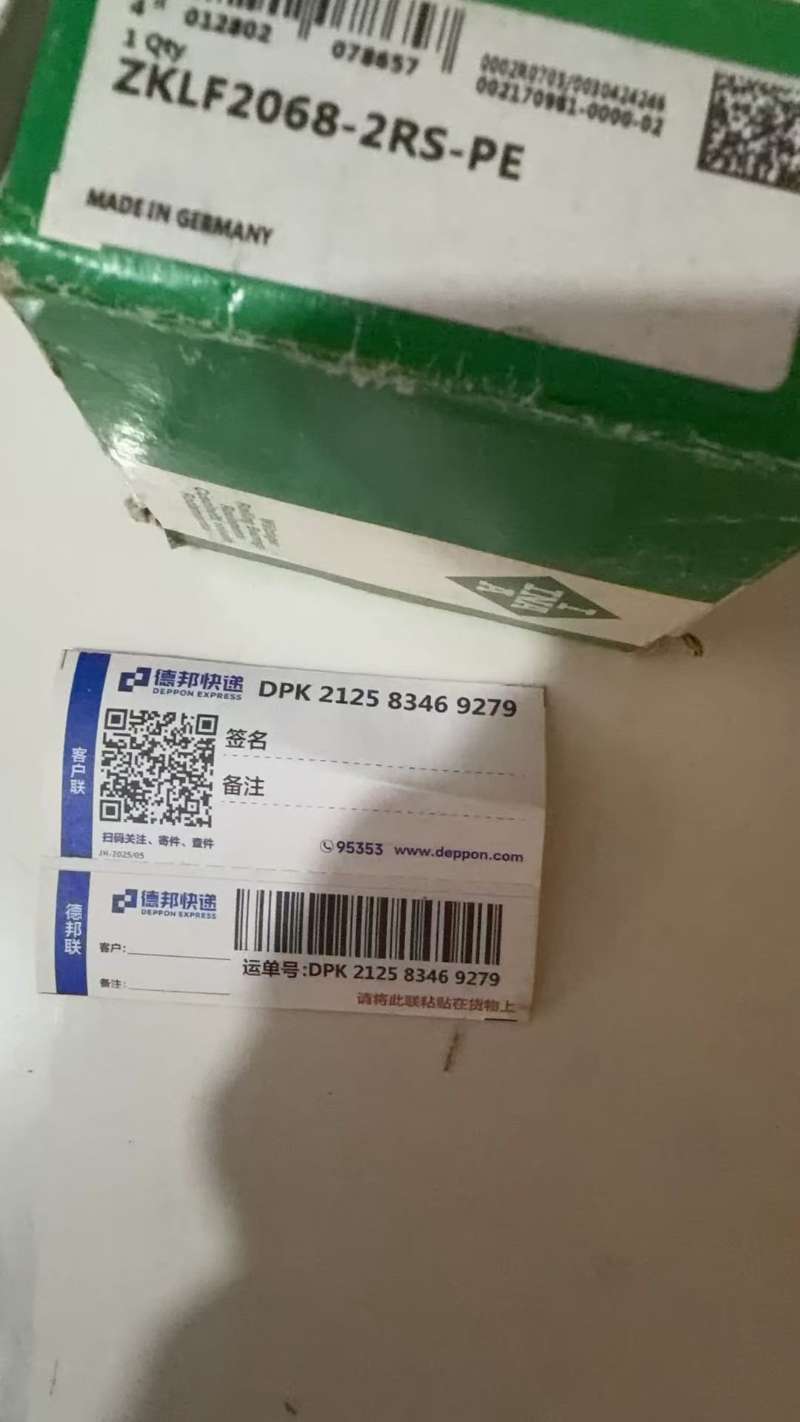 4 012802 078657
1 Qty
0002R0703/0030424246
002170981-0000-02
ZKLF2068-2RS-PE
MADE IN GERMANY
INA
德邦快递
DEPPON EXPRESS
DPK 2125 8346 9279
客户联
签名
备注
扫码关注、寄件、查件
JH-2025/05
95353 www.deppon.com
德邦联
德邦快递
DEPPON EXPRESS
客户:
备注:
运单号:DPK 2125 8346 9279
请将此联粘贴在货物上